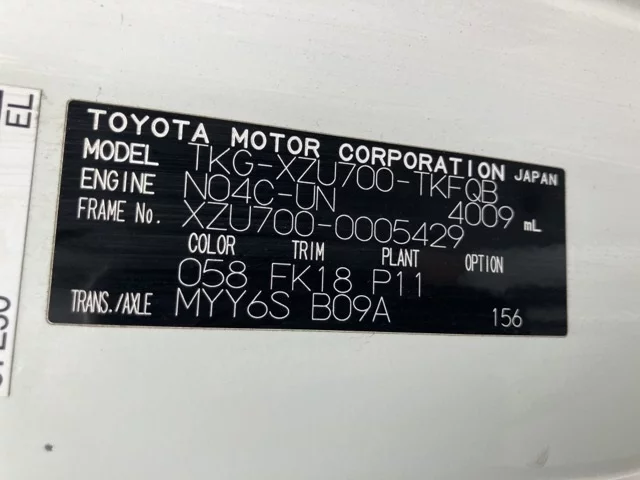 EL
TOYOTA MOTOR CORPORATION JAPAN
MODEL TKG-XZU700-TKFQB
ENGINE N04C-UN 4009 mL
FRAME No. XZU700-0005429
COLOR TRIM PLANT OPTION
058 FK18 P11
TRANS./AXLE MYY6S B09A 156